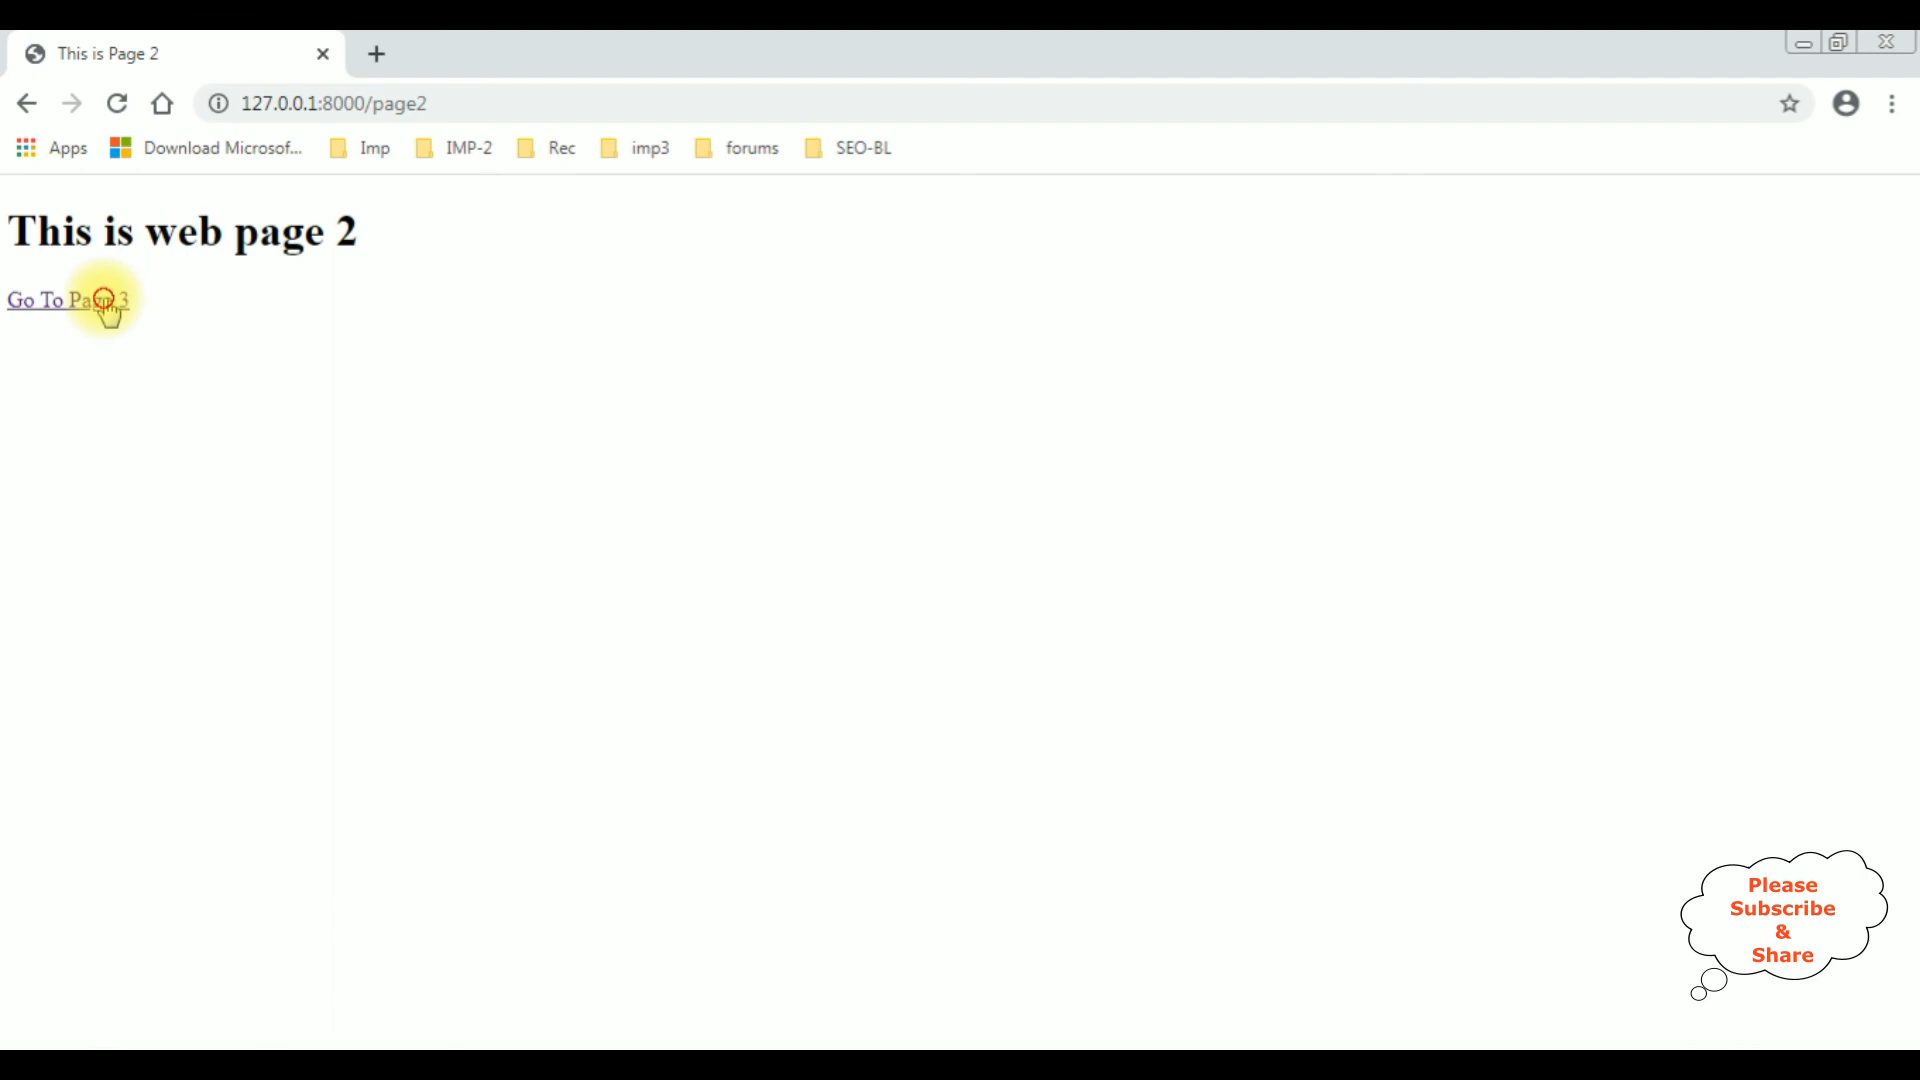 This is Page 2
127.0.0.1:8000/page2
Apps
Download Microsof...
Imp
IMP-2
Rec
imp3
forums
SEO-BL
This is web page 2
Go To Page 3
Please
Subscribe
&
Share